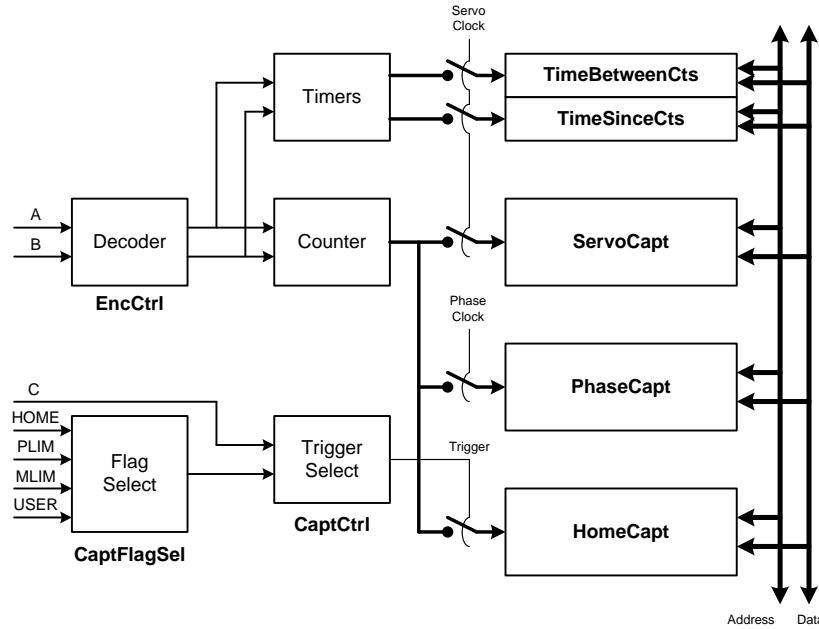 Servo
Clock
Timers
TimeBetweenCts
TimeSinceCts
A
B
Decoder
Counter
ServoCapt
EncCtrl
Phase
Clock
PhaseCapt
C
HOME
PLIM
MLIM
USER
Flag
Select
Trigger
Select
Trigger
CaptCtrl
HomeCapt
CaptFlagSel
Address Data